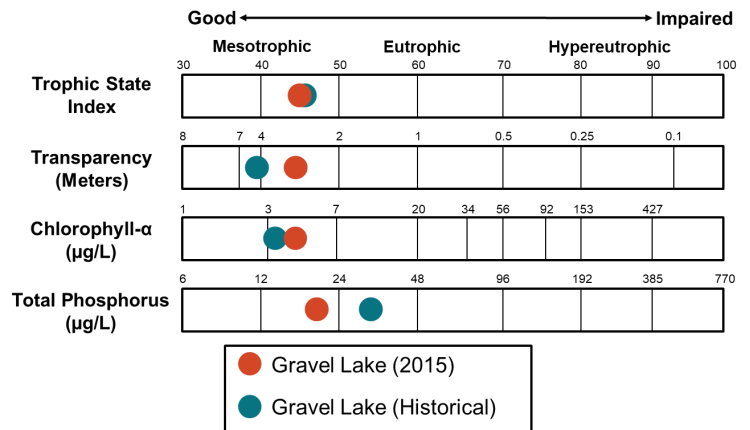 Good Impaired
Mesotrophic Eutrophic Hypereutrophic
30 40 50 60 70 80 90 100
Trophic State
Index
8 7 4 2 1 0.5 0.25 0.1
Transparency
(Meters)
1 3 7 20 34 56 92 153 427
Chlorophyll-α
(µg/L)
6 12 24 48 96 192 385 770
Total Phosphorus
(µg/L)
Gravel Lake (2015)
Gravel Lake (Historical)